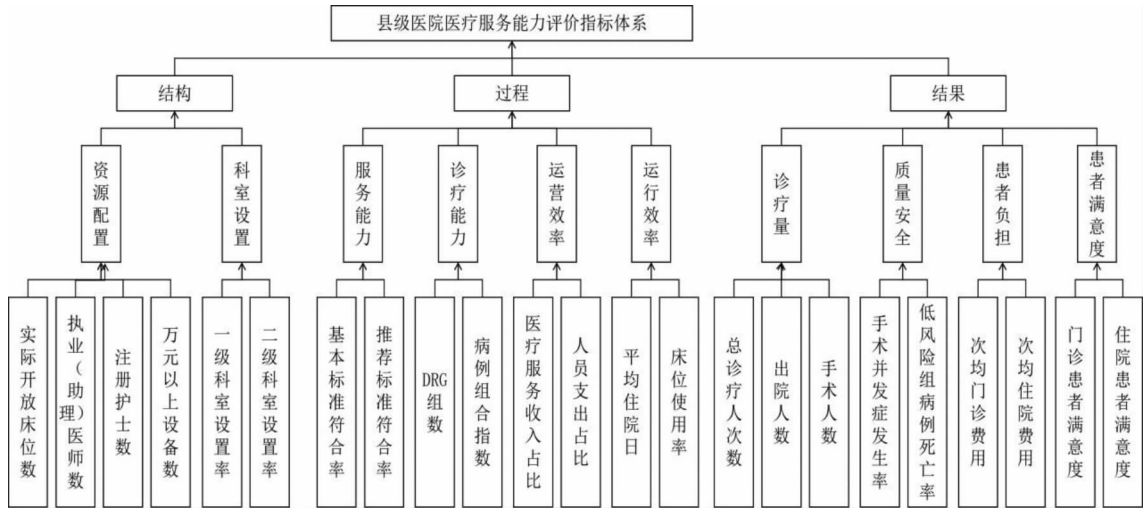 县级医院医疗服务能力评价指标体系
结构
过程
结果
资源配置
科室设置
服务能力
诊疗能力
运营效率
运行效率
诊疗量
质量安全
患者负担
患者满意度
实际开放床位数
执业（助理）医师数
注册护士数
万元以上设备数
一级科室设置率
二级科室设置率
基本标准符合率
推荐标准符合率
DRG组数
病例组合指数
医疗服务收入占比
人员支出占比
平均住院日
床位使用率
总诊疗人次数
出院人数
手术人数
手术并发症发生率
低风险组病例死亡率
次均门诊费用
次均住院费用
门诊患者满意度
住院患者满意度